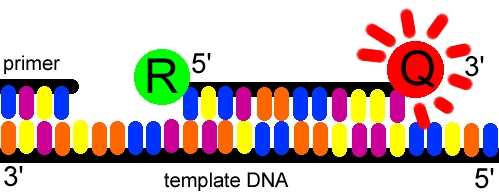 primer
R
5'
Q
3'
3'
template DNA
5'